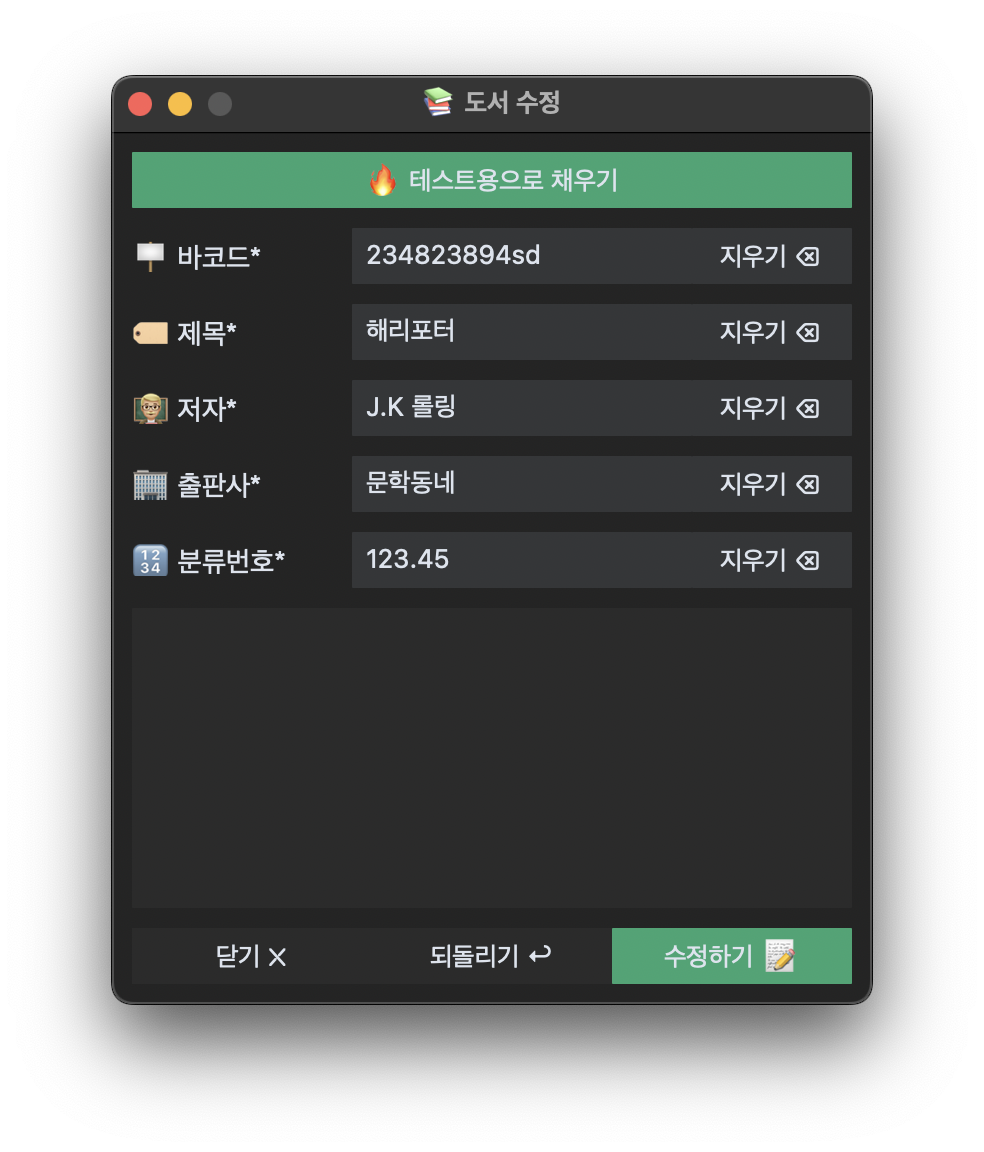 📚 도서 수정
🔥 테스트용으로 채우기
바코드* 234823894sd 지우기
제목* 해리포터 지우기
저자* J.K 롤링 지우기
출판사* 문학동네 지우기
🔢 분류번호* 123.45 지우기
닫기 되돌리기 수정하기